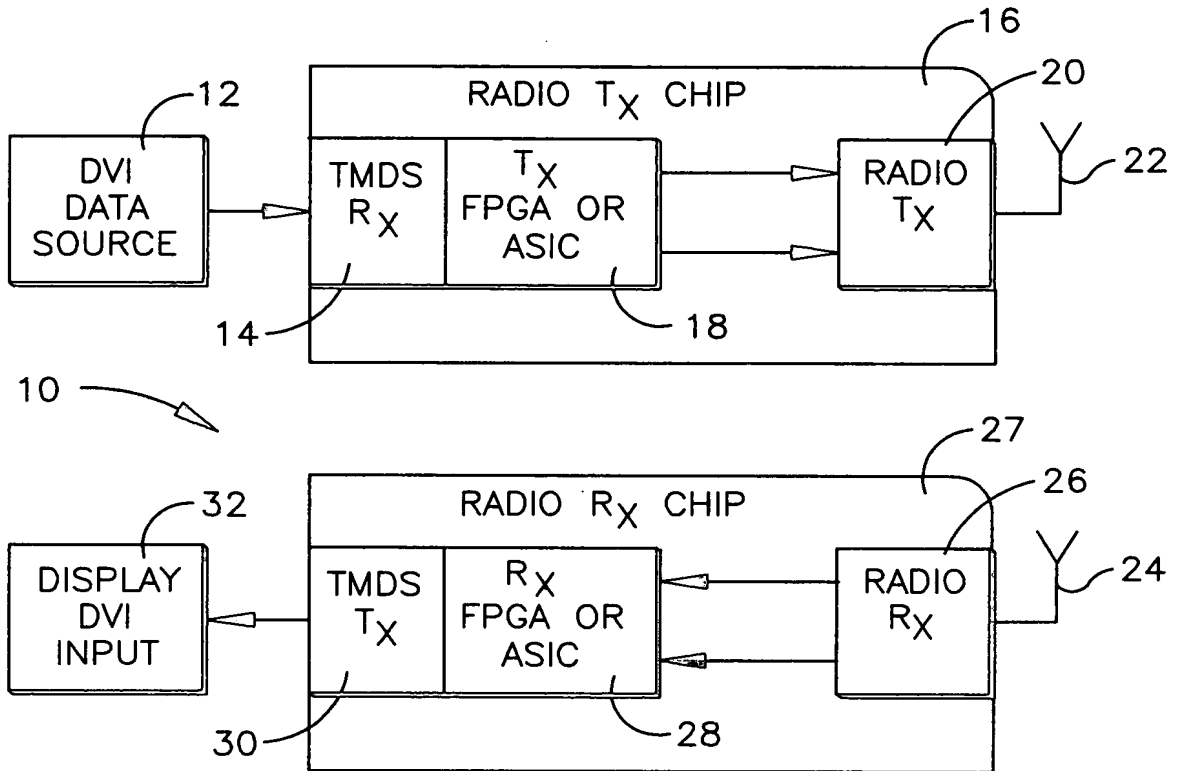 16
RADIO TX CHIP
20
12
DVI
DATA
SOURCE
TMDS
RX
TX
FPGA OR
ASIC
RADIO
TX
22
14
18
10
27
RADIO RX CHIP
26
32
DISPLAY
DVI
INPUT
TMDS
TX
RX
FPGA OR
ASIC
RADIO
RX
24
30
28